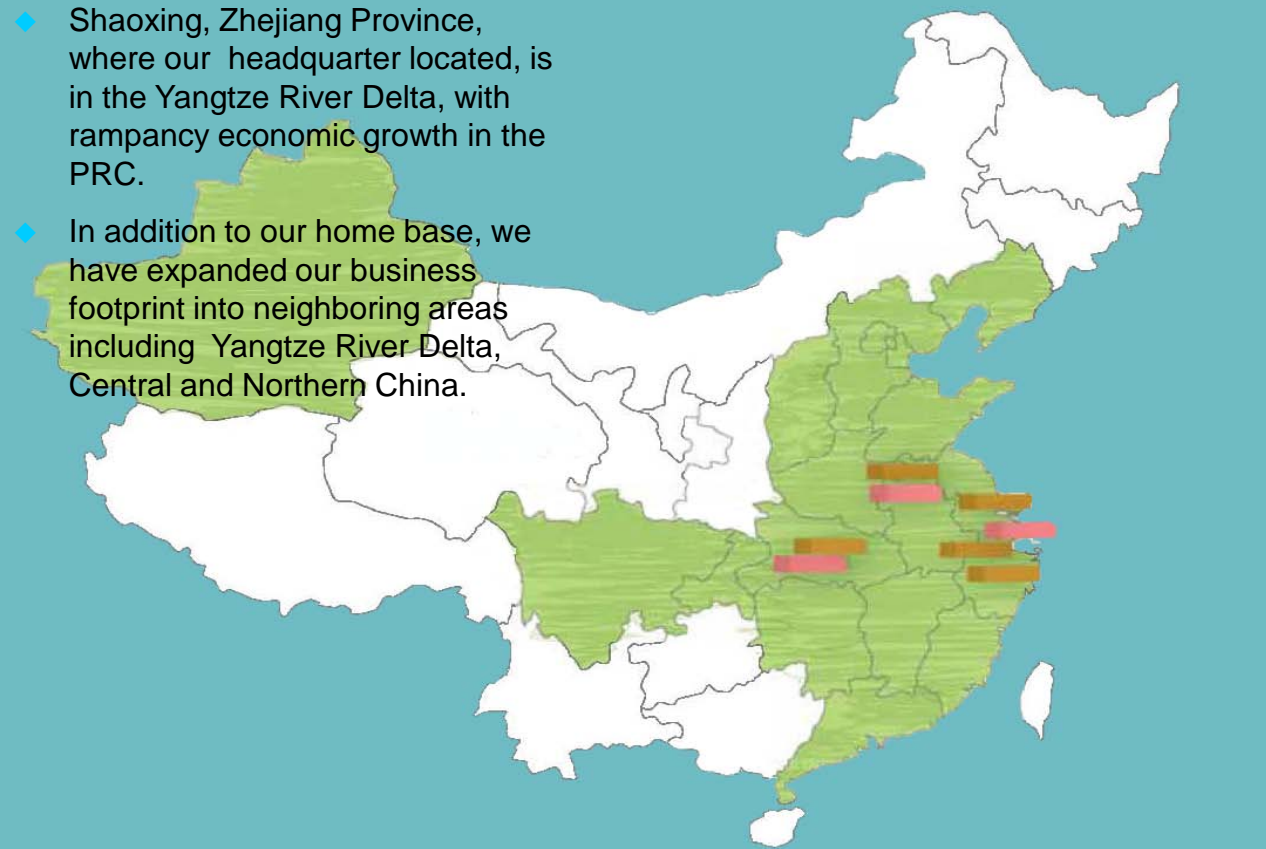 Shaoxing, Zhejiang Province,
where our headquarter located, is
in the Yangtze River Delta, with
rampancy economic growth in the
PRC.
In addition to our home base, we
have expanded our business
footprint into neighboring areas
including Yangtze River Delta,
Central and Northern China.